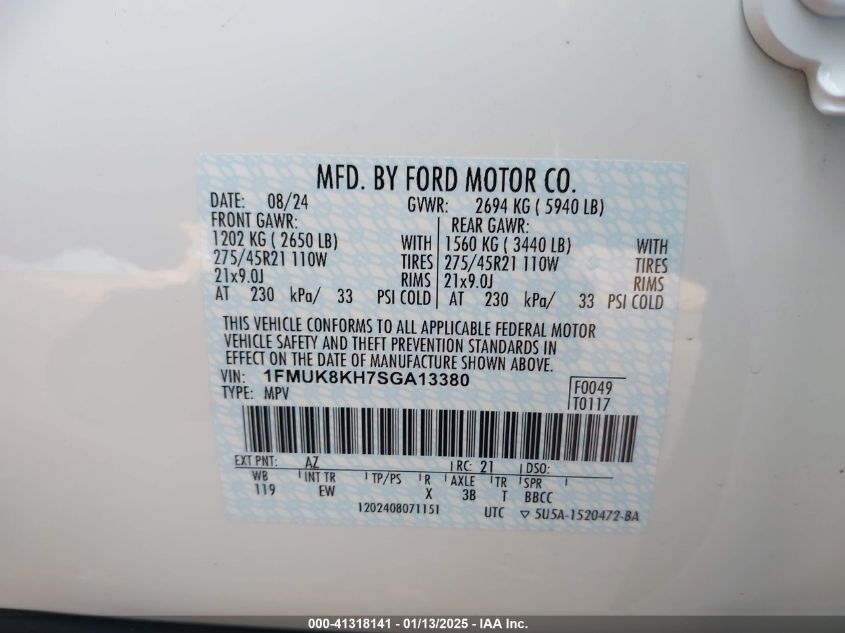 MFD. BY FORD MOTOR CO.
DATE: 08/24 GVWR: 2694 KG ( 5940 LB)
FRONT GAWR: REAR GAWR:
1202 KG ( 2650 LB) WITH 1560 KG ( 3440 LB) WITH
275/45R21 110W TIRES 275/45R21 110W TIRES
21x9.0J RIMS 21x9.0J RIMS
AT 230 kPa/ 33 PSI COLD AT 230 kPa/ 33 PSI COLD
THIS VEHICLE CONFORMS TO ALL APPLICABLE FEDERAL MOTOR
VEHICLE SAFETY AND THEFT PREVENTION STANDARDS IN
EFFECT ON THE DATE OF MANUFACTURE SHOWN ABOVE.
VIN: 1FMUK8KH7SGA13380 F0049
TYPE: MPV T0117
EXT PNT: AZ RC: 21 DSO:
WB INT TR TP/PS R AXLE TR SPR
119 EW X 3B T BBCC
1202408071151 UTC ▽ 5U5A-1520472-BA
000-41318141 / 01/13/2025 - IAA Inc.